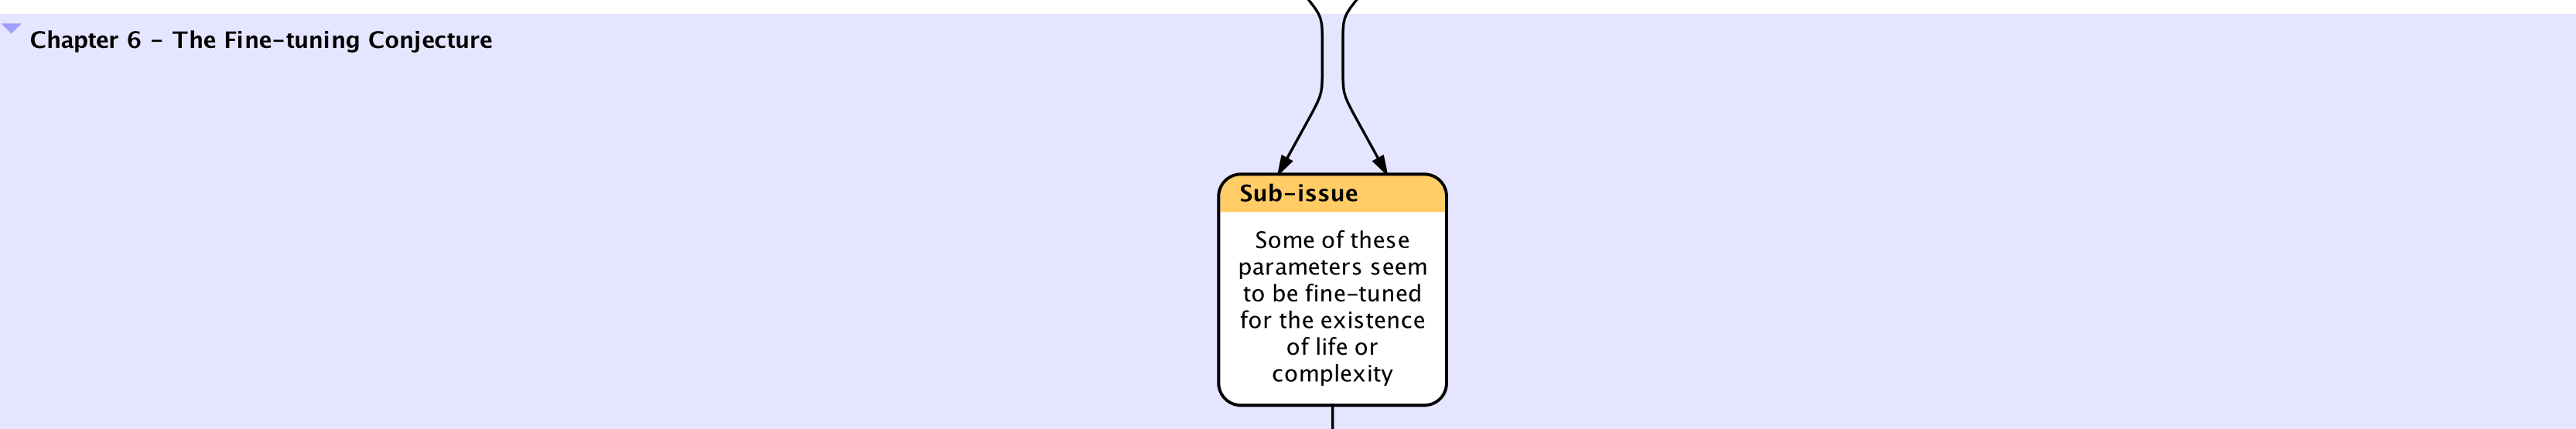 Chapter 6 - The Fine-tuning Conjecture
Sub-issue
Some of these
parameters seem
to be fine-tuned
for the existence
of life or
complexity